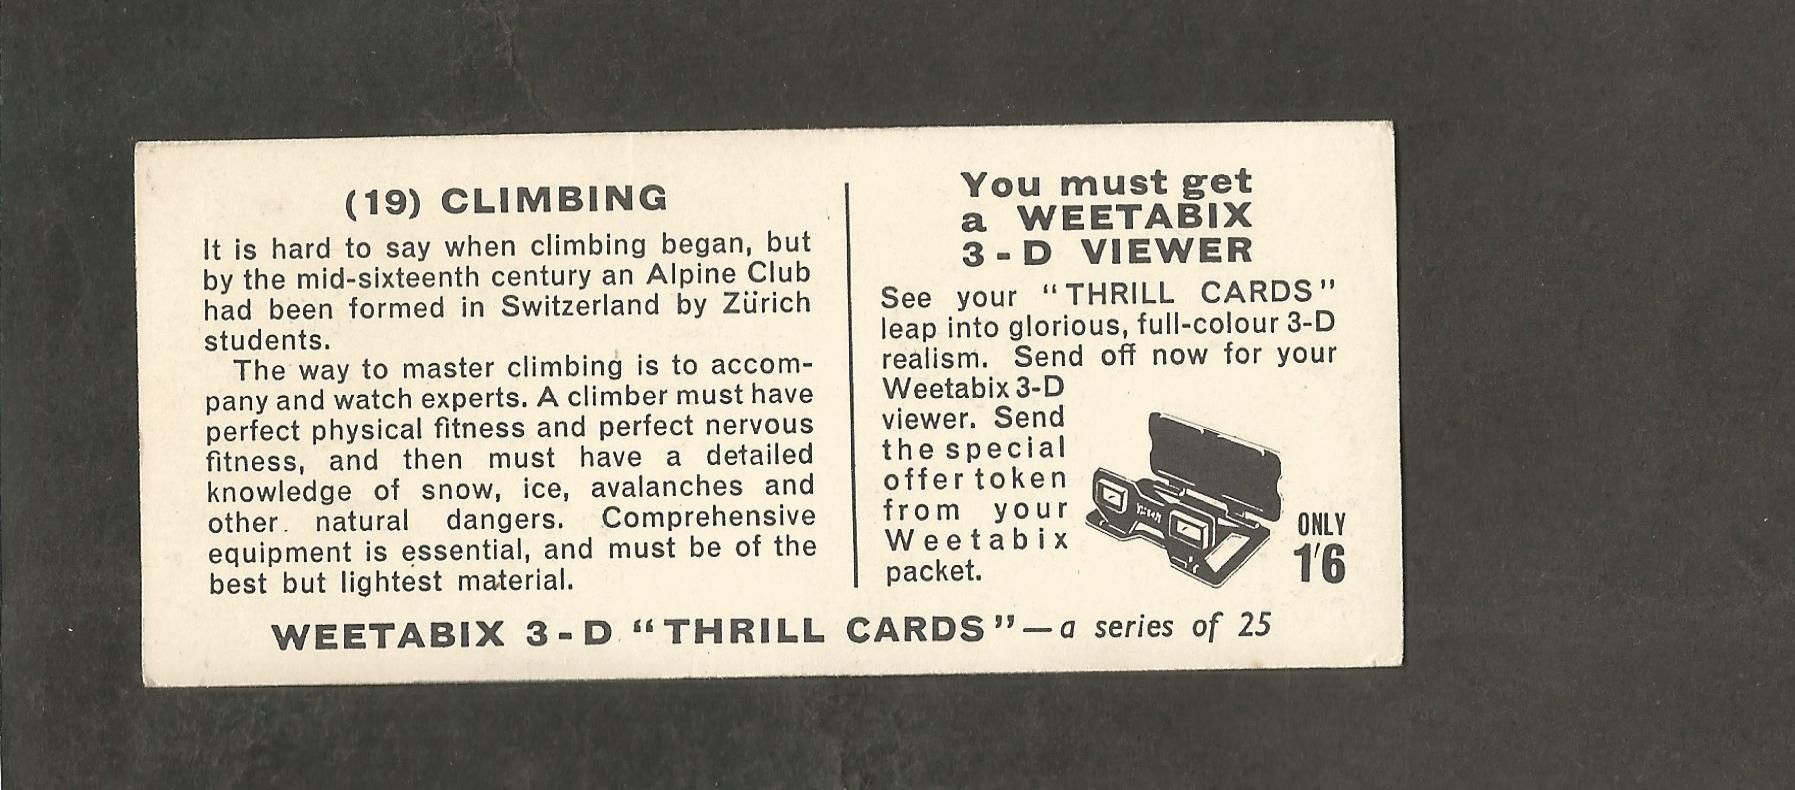 (19) CLIMBING
It is hard to say when climbing began, but
by the mid-sixteenth century an Alpine Club
had been formed in Switzerland by Zürich
students.
The way to master climbing is to accom-
pany and watch experts. A climber must have
perfect physical fitness and perfect nervous
fitness, and then must have a detailed
knowledge of snow, ice, avalanches and
other natural dangers. Comprehensive
equipment is essential, and must be of the
best but lightest material.
You must get
a WEETABIX
3-D VIEWER
See your "THRILL CARDS"
leap into glorious, full-colour 3-D
realism. Send off now for your
Weetabix 3-D
viewer. Send
the special
offer token
from your
Weetabix
packet.
ONLY
1'6
WEETABIX 3-D "THRILL CARDS"—a series of 25